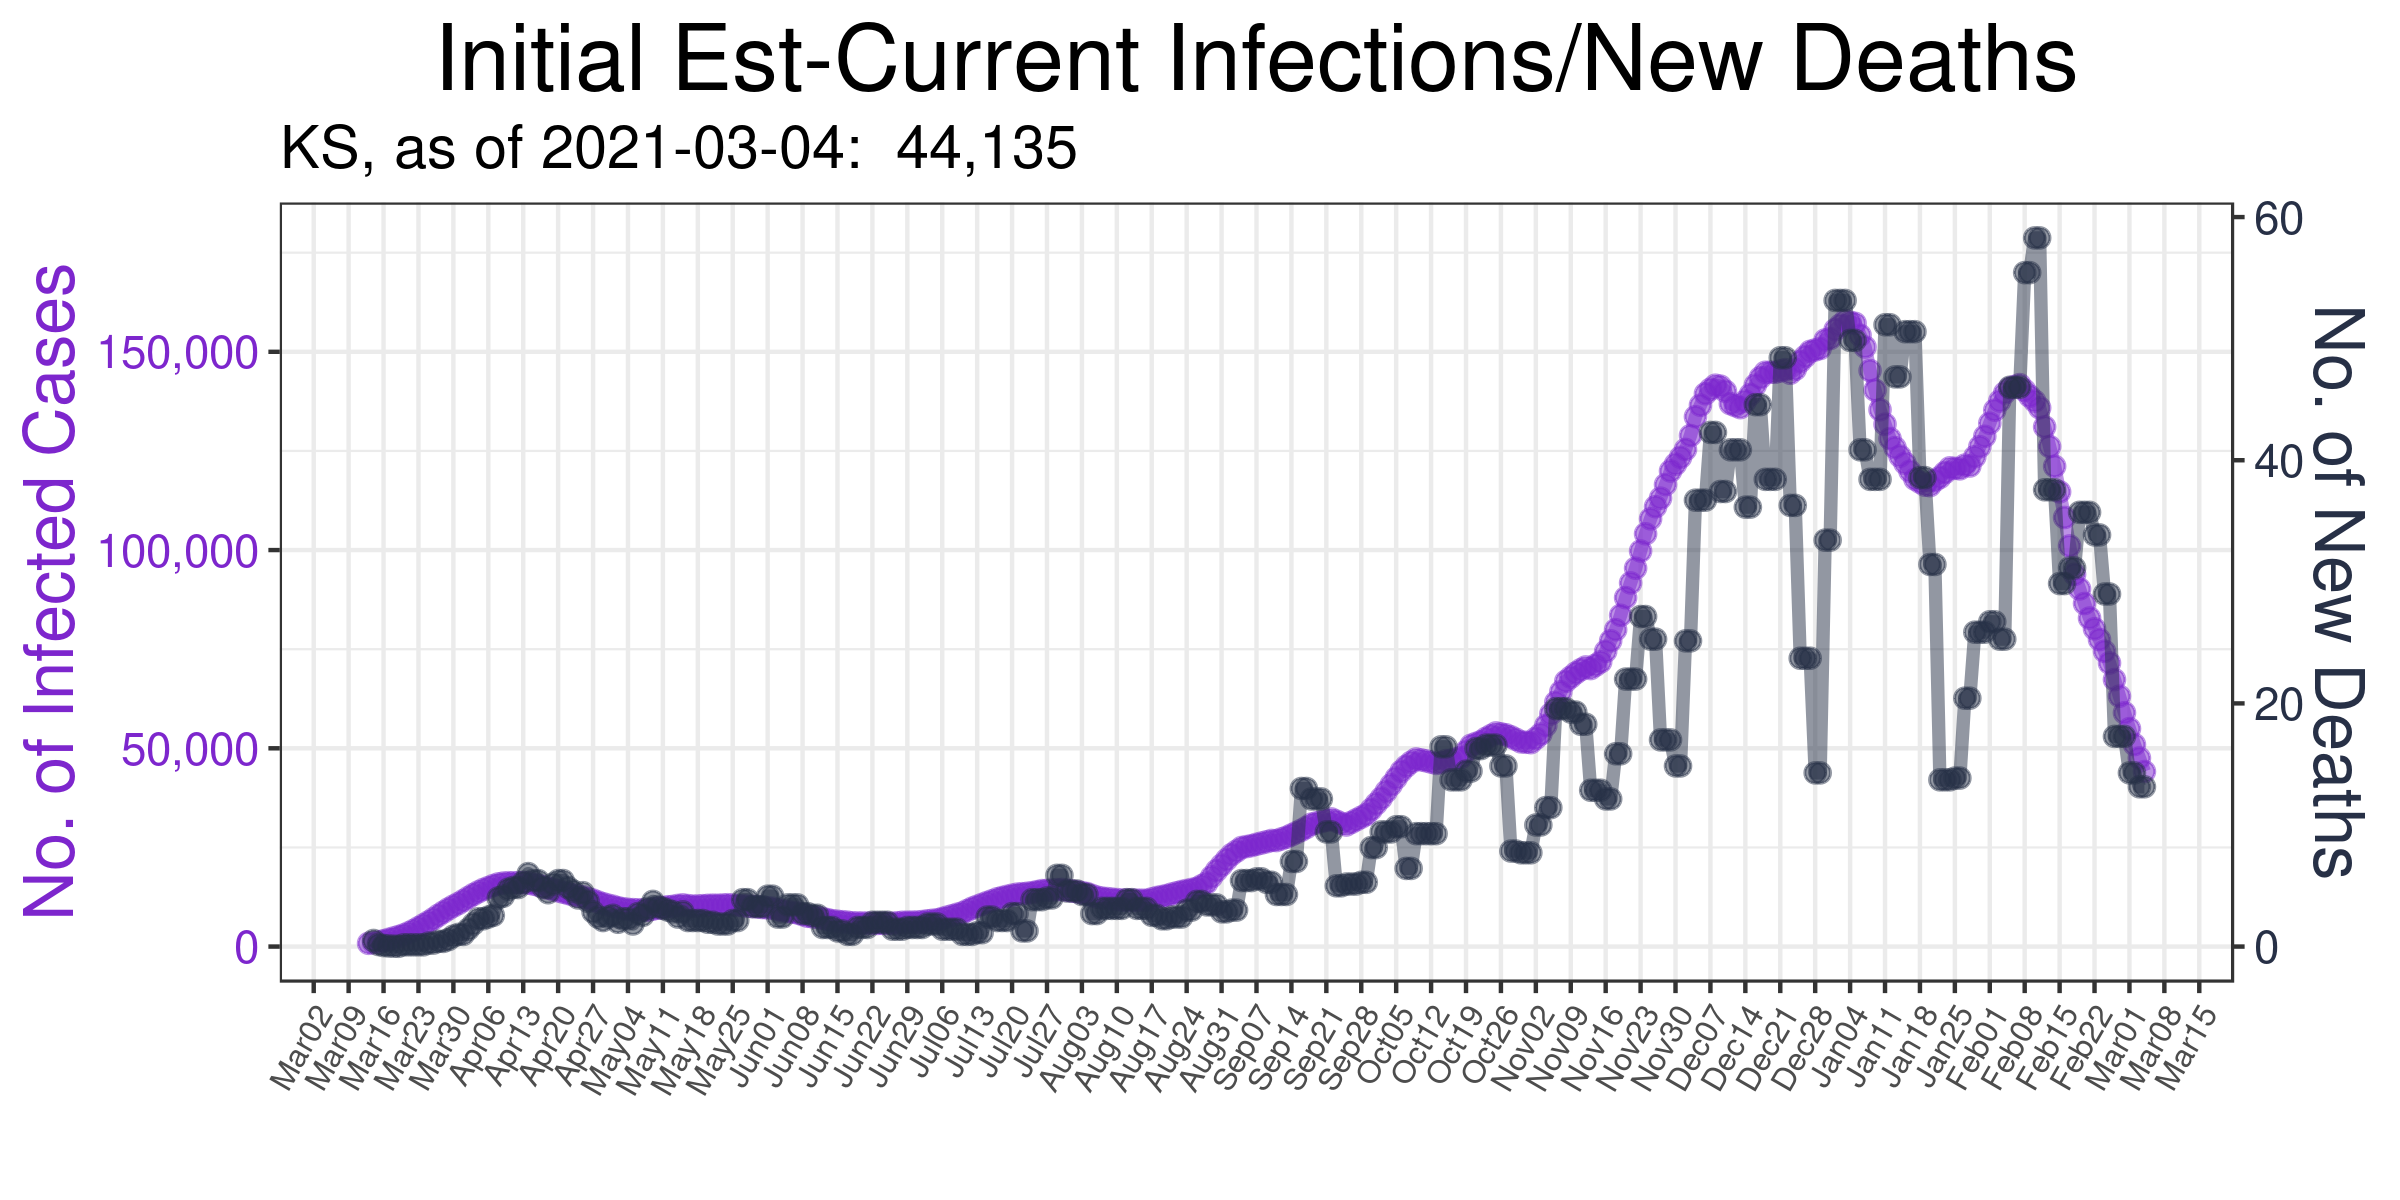 Initial Est-Current Infections/New Deaths
KS, as of 2021-03-04:  44,135
No. of Infected Cases
150,000
100,000
50,000
0
60
40
20
0
No. of New Deaths
Mar02
Mar09
Mar16
Mar23
Mar30
Apr06
Apr13
Apr20
Apr27
May04
May11
May18
May25
Jun01
Jun08
Jun15
Jun22
Jun29
Jul06
Jul13
Jul20
Jul27
Aug03
Aug10
Aug17
Aug24
Aug31
Sep07
Sep14
Sep21
Sep28
Oct05
Oct12
Oct19
Oct26
Nov02
Nov09
Nov16
Nov23
Nov30
Dec07
Dec14
Dec21
Dec28
Jan04
Jan11
Jan18
Jan25
Feb01
Feb08
Feb15
Feb22
Mar01
Mar08
Mar15